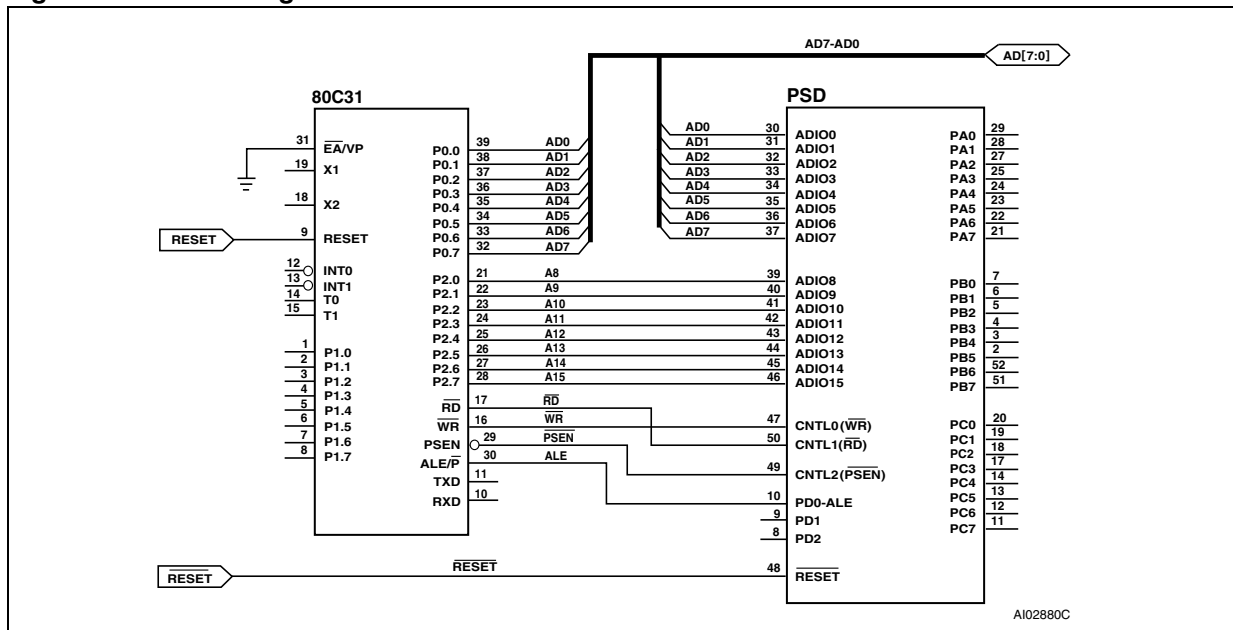 AD7-AD0
AD[7:0]
80C31
PSD
31 EA/VP
19 X1
18 X2
RESET
9 RESET
12 INT0
13 INT1
14 T0
15 T1
1 P1.0
2 P1.1
3 P1.2
4 P1.3
5 P1.4
6 P1.5
7 P1.6
8 P1.7
P0.0 39 AD0
P0.1 38 AD1
P0.2 37 AD2
P0.3 36 AD3
P0.4 35 AD4
P0.5 34 AD5
P0.6 33 AD6
P0.7 32 AD7
P2.0 21 A8
P2.1 22 A9
P2.2 23 A10
P2.3 24 A11
P2.4 25 A12
P2.5 26 A13
P2.6 27 A14
P2.7 28 A15
RD 17 RD
WR 16 WR
PSEN 29 PSEN
ALE/P 30 ALE
TXD 11
RXD 10
AD0 30 ADIO0
AD1 31 ADIO1
AD2 32 ADIO2
AD3 33 ADIO3
AD4 34 ADIO4
AD5 35 ADIO5
AD6 36 ADIO6
AD7 37 ADIO7
39 ADIO8
40 ADIO9
41 ADIO10
42 ADIO11
43 ADIO12
44 ADIO13
45 ADIO14
46 ADIO15
47 CNTL0(WR)
50 CNTL1(RD)
49 CNTL2(PSEN)
10 PD0-ALE
9 PD1
8 PD2
48 RESET
PA0 29
PA1 28
PA2 27
PA3 25
PA4 24
PA5 23
PA6 22
PA7 21
PB0 7
PB1 6
PB2 5
PB3 4
PB4 3
PB5 2
PB6 52
PB7 51
PC0 20
PC1 19
PC2 18
PC3 17
PC4 14
PC5 13
PC6 12
PC7 11
RESET
RESET
AI02880C